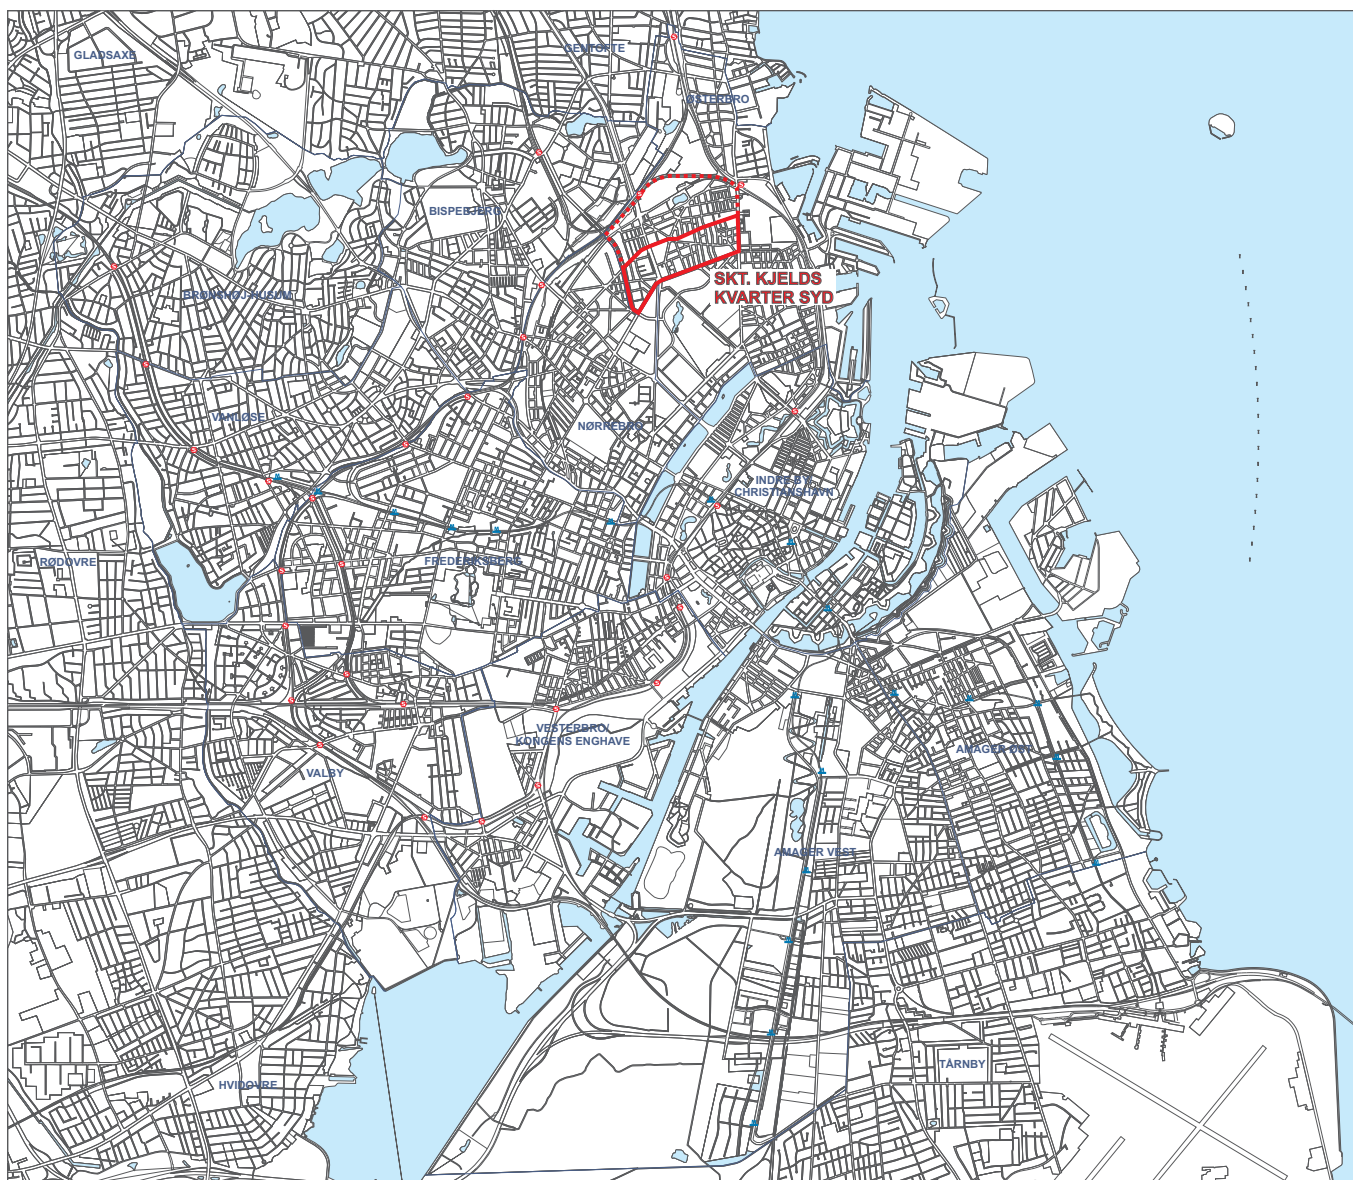 GLADSAXE
GENTOFTE
ØSTERBRO
BISPEBJERG
SKT. KJELDS
KVARTER SYD
BRØNSHØJ-HUSUM
VANLØSE
NØRREBRO
INDRE BY
CHRISTIANSHAVN
RØDOVRE
FREDERIKSBERG
VESTERBRO/
KONGENS ENGHAVE
AMAGER ØST
VALBY
AMAGER VEST
TÅRNBY
HVIDOVRE